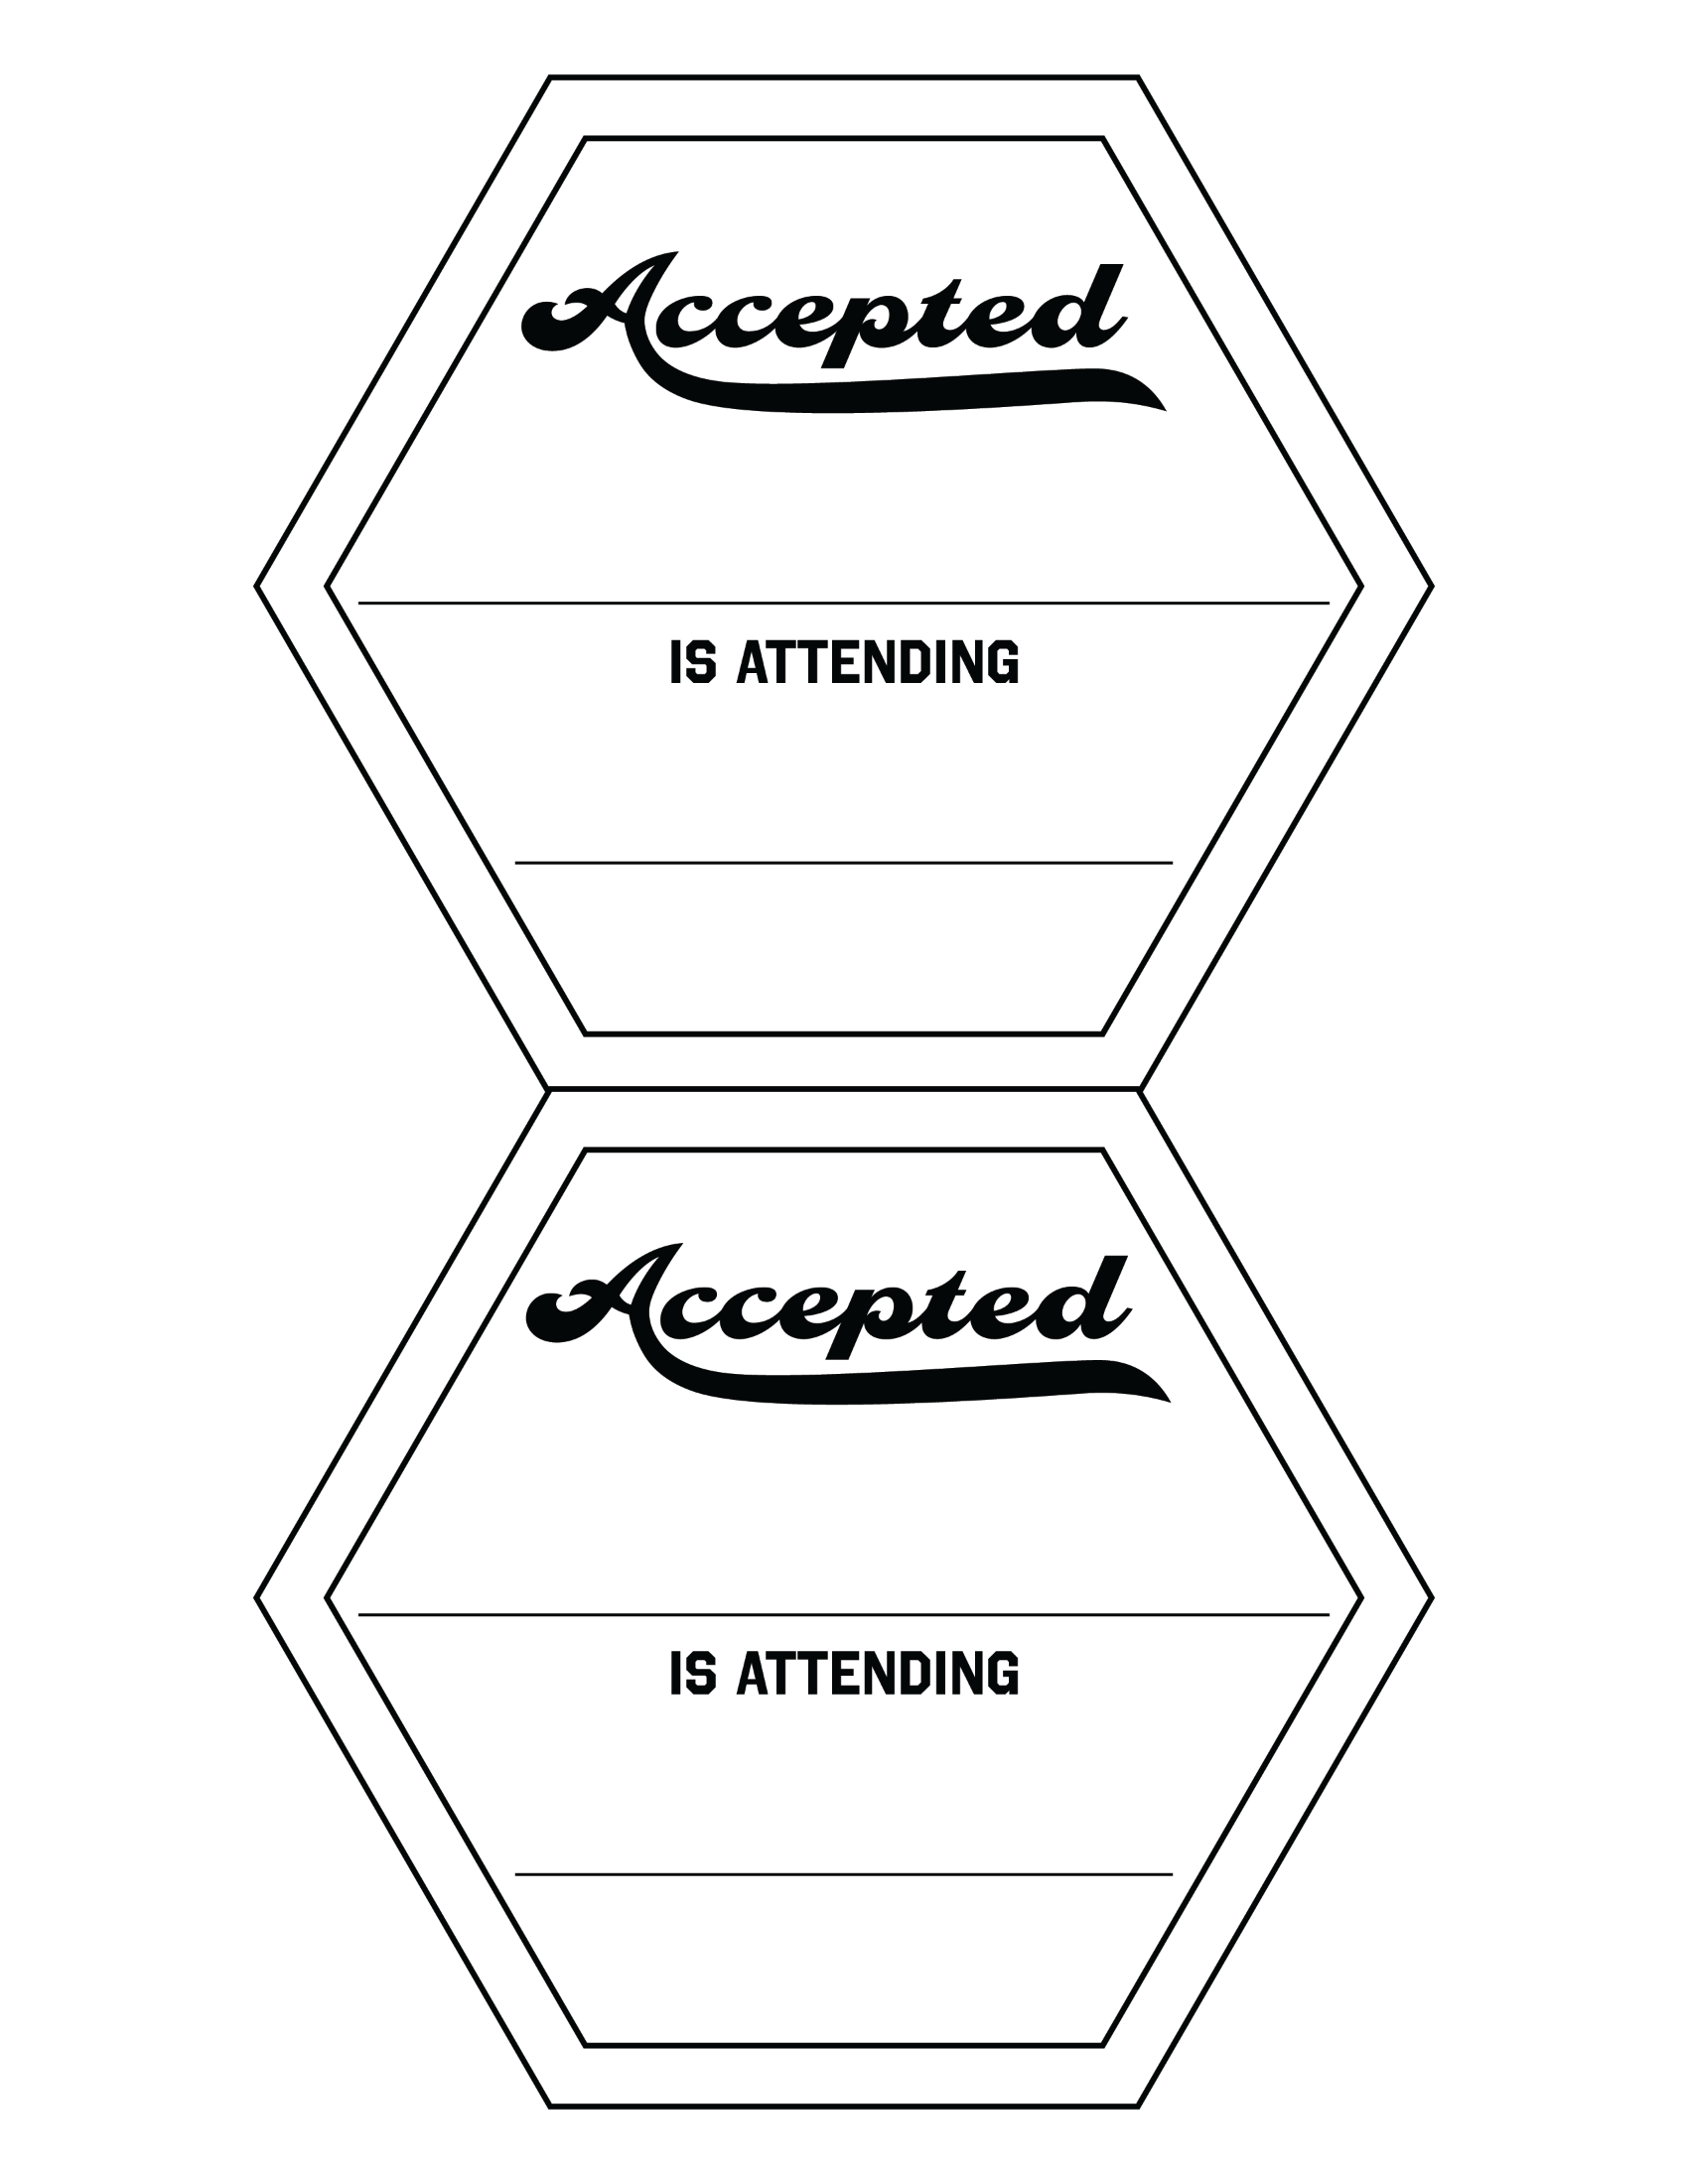 Accepted
IS ATTENDING
Accepted
IS ATTENDING